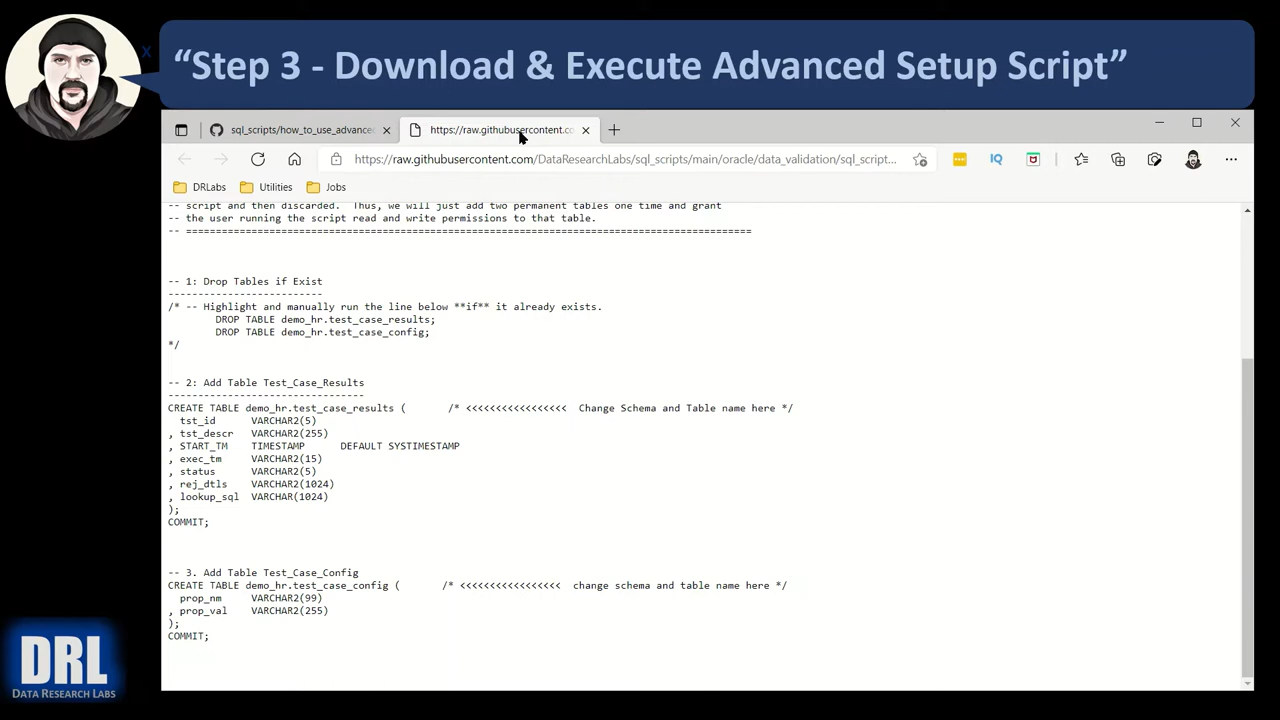 “Step 3 - Download & Execute Advanced Setup Script”
x
sql_scripts/how_to_use_advance
https://raw.githubusercontent.co
https://raw.githubusercontent.com/DataResearchLabs/sql_scripts/main/oracle/data_validation/sql_script...
IQ
DRLabs Utilities Jobs
-- script and then discarded.  Thus, we will just add two permanent tables one time and grant
-- the user running the script read and write permissions to that table.
-- ================================================================================================
-- 1: Drop Tables if Exist
--------------------------
/* -- Highlight and manually run the line below **if** it already exists.
DROP TABLE demo_hr.test_case_results;
DROP TABLE demo_hr.test_case_config;
*/
-- 2: Add Table Test_Case_Results
---------------------------------
CREATE TABLE demo_hr.test_case_results (       /* <<<<<<<<<<<<<<<<<  Change Schema and Table name here */
tst_id      VARCHAR2(5)
, tst_descr   VARCHAR2(255)
, START_TM    TIMESTAMP      DEFAULT SYSTIMESTAMP
, exec_tm     VARCHAR2(15)
, status      VARCHAR2(5)
, rej_dtls    VARCHAR2(1024)
, lookup_sql  VARCHAR(1024)
);
COMMIT;
-- 3. Add Table Test_Case_Config
CREATE TABLE demo_hr.test_case_config (       /* <<<<<<<<<<<<<<<<<  change schema and table name here */
prop_nm     VARCHAR2(99)
, prop_val    VARCHAR2(255)
);
COMMIT;
DRL
DATA RESEARCH LABS